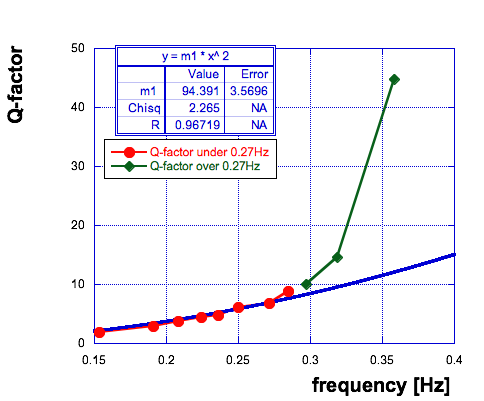 Q-factor
50
40
30
20
10
0
y = m1 * x^ 2
Value Error
m1 94.391 3.5696
Chisq 2.265 NA
R 0.96719 NA
Q-factor under 0.27Hz
Q-factor over 0.27Hz
0.15 0.2 0.25 0.3 0.35 0.4
frequency [Hz]